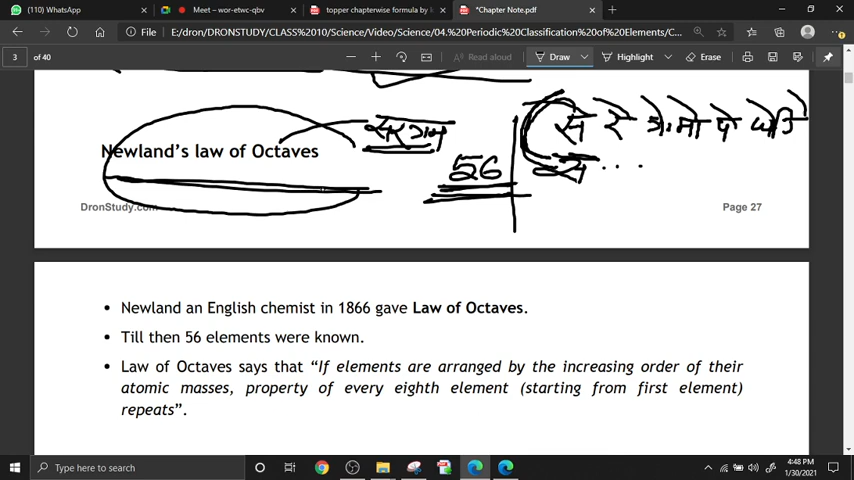 (110) WhatsApp
Meet – wor-etwc-qbv
topper chapterwise formula by k
*Chapter Note.pdf
File | E:/dron/DRONSTUDY/CLASS%2010/Science/Video/Science/04.%20Periodic%20Classification%20of%20Elements/C...
3 of 40
Read aloud
Draw
Highlight
Erase
Newland's law of Octaves
56
सा रे
सा . . .
DronStudy.com
Page 27
• Newland an English chemist in 1866 gave Law of Octaves.
• Till then 56 elements were known.
• Law of Octaves says that “If elements are arranged by the increasing order of their
atomic masses, property of every eighth element (starting from first element)
repeats”.
Type here to search
4:48 PM
1/30/2021